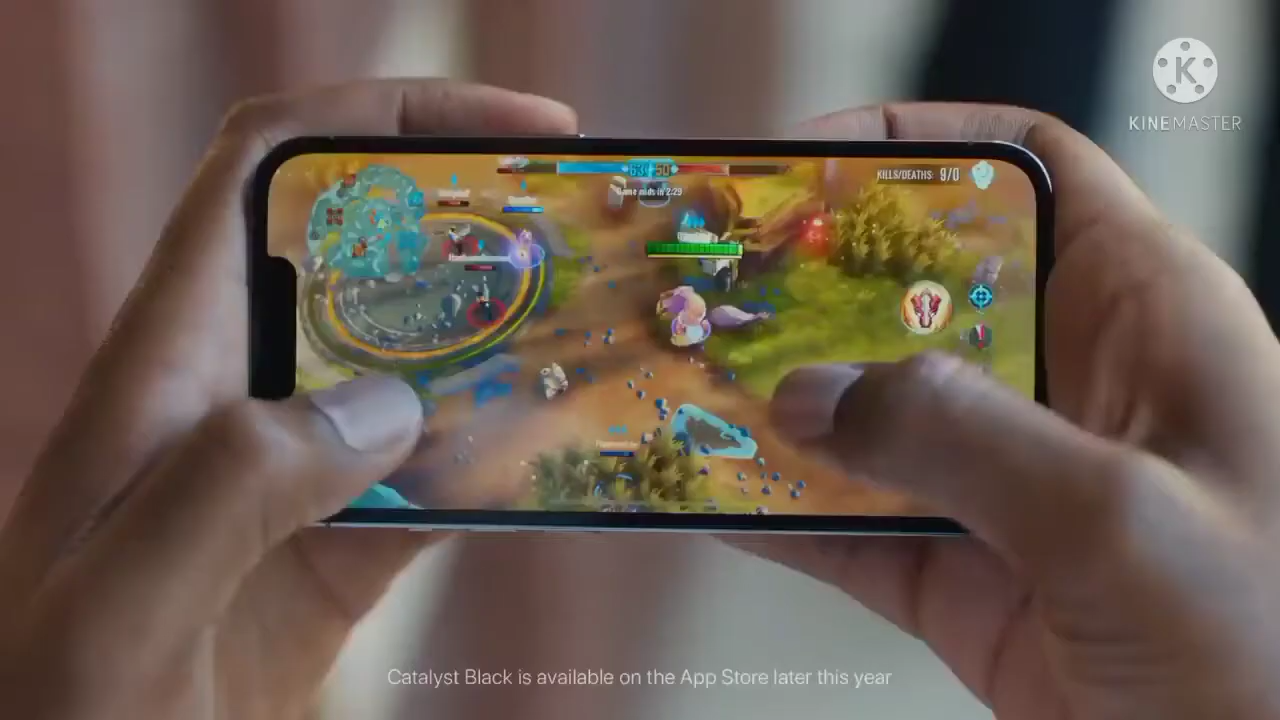 K
KINEMASTER
50
KILLS/DEATHS: 9/0
Game ends in 2:29
Catalyst Black is available on the App Store later this year